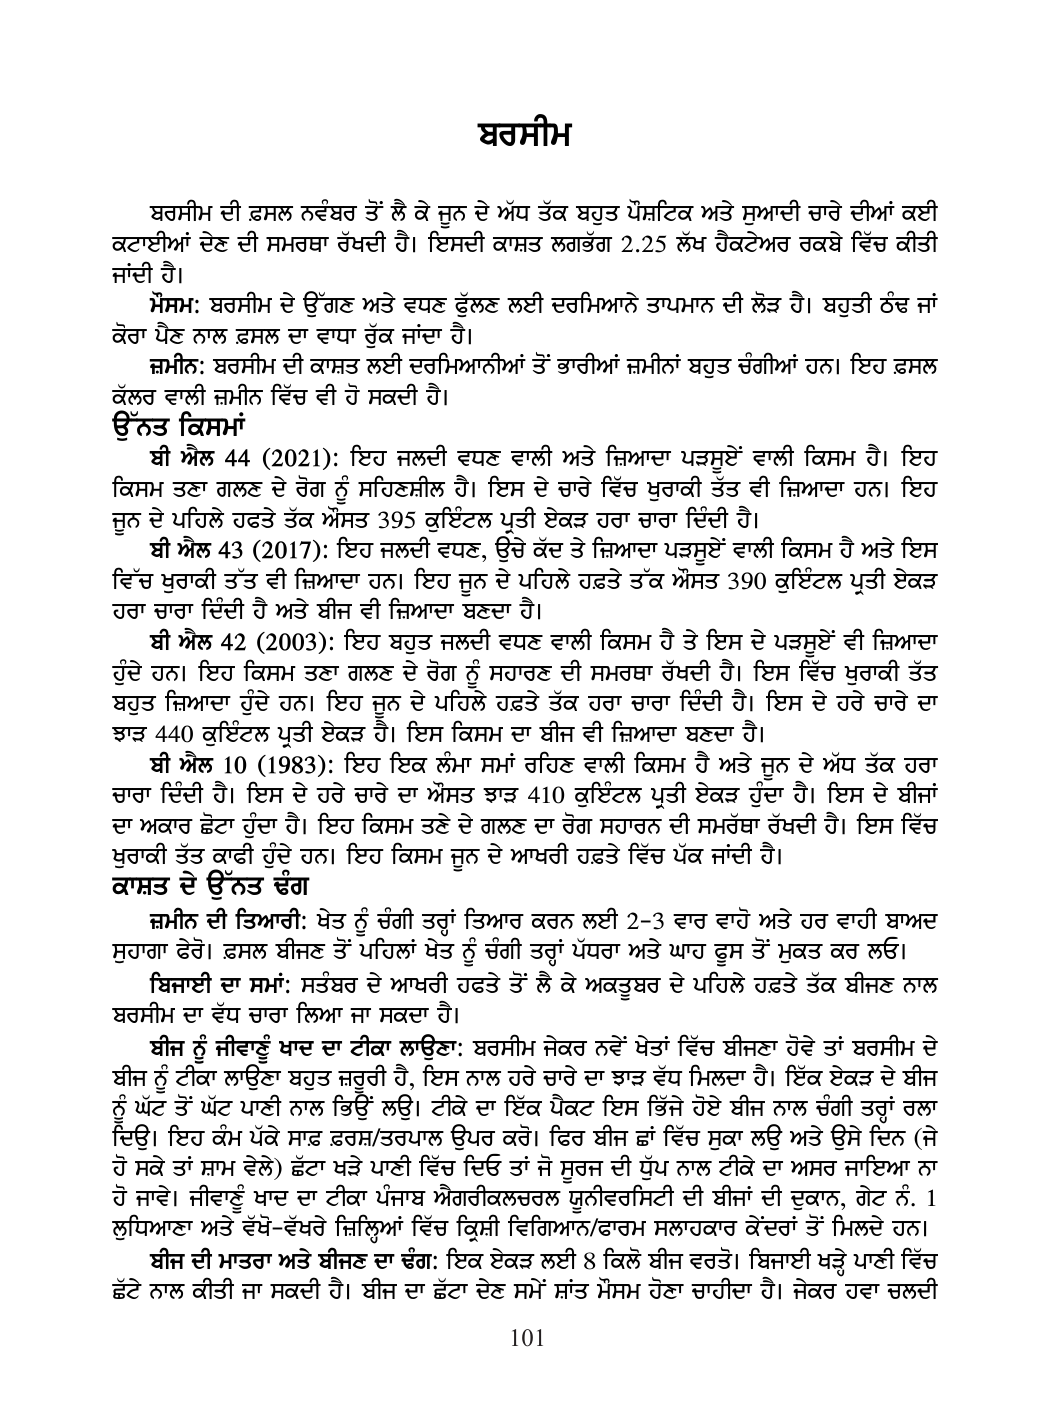 ਬਰਸੀਮ
ਬਰਸੀਮ ਦੀ ਫ਼ਸਲ ਨਵੰਬਰ ਤੋਂ ਲੈ ਕੇ ਜੂਨ ਦੇ ਅੱਧ ਤੱਕ ਬਹੁਤ ਪੌਸ਼ਟਿਕ ਅਤੇ ਸੁਆਦੀ ਚਾਰੇ ਦੀਆਂ ਕਈ
ਕਟਾਈਆਂ ਦੇਣ ਦੀ ਸਮਰਥਾ ਰੱਖਦੀ ਹੈ। ਇਸਦੀ ਕਾਸ਼ਤ ਲਗਭੱਗ 2.25 ਲੱਖ ਹੈਕਟੇਅਰ ਰਕਬੇ ਵਿੱਚ ਕੀਤੀ
ਜਾਂਦੀ ਹੈ।
ਮੌਸਮ: ਬਰਸੀਮ ਦੇ ਉੱਗਣ ਅਤੇ ਵਧਣ ਫੁੱਲਣ ਲਈ ਦਰਮਿਆਨੇ ਤਾਪਮਾਨ ਦੀ ਲੋੜ ਹੈ। ਬਹੁਤੀ ਠੰਢ ਜਾਂ
ਕੋਰਾ ਪੈਣ ਨਾਲ ਫ਼ਸਲ ਦਾ ਵਾਧਾ ਰੁੱਕ ਜਾਂਦਾ ਹੈ।
ਜ਼ਮੀਨ: ਬਰਸੀਮ ਦੀ ਕਾਸ਼ਤ ਲਈ ਦਰਮਿਆਨੀਆਂ ਤੋਂ ਭਾਰੀਆਂ ਜ਼ਮੀਨਾਂ ਬਹੁਤ ਚੰਗੀਆਂ ਹਨ। ਇਹ ਫ਼ਸਲ
ਕੱਲਰ ਵਾਲੀ ਜ਼ਮੀਨ ਵਿੱਚ ਵੀ ਹੋ ਸਕਦੀ ਹੈ।
ਉੱਨਤ ਕਿਸਮਾਂ
ਬੀ ਐਲ 44 (2021): ਇਹ ਜਲਦੀ ਵਧਣ ਵਾਲੀ ਅਤੇ ਜ਼ਿਆਦਾ ਪੜਸੂਏਂ ਵਾਲੀ ਕਿਸਮ ਹੈ। ਇਹ
ਕਿਸਮ ਤਣਾ ਗਲਣ ਦੇ ਰੋਗ ਨੂੰ ਸਹਿਣਸ਼ੀਲ ਹੈ। ਇਸ ਦੇ ਚਾਰੇ ਵਿੱਚ ਖੁਰਾਕੀ ਤੱਤ ਵੀ ਜ਼ਿਆਦਾ ਹਨ। ਇਹ
ਜੂਨ ਦੇ ਪਹਿਲੇ ਹਫਤੇ ਤੱਕ ਔਸਤ 395 ਕੁਇੰਟਲ ਪ੍ਰਤੀ ਏਕੜ ਹਰਾ ਚਾਰਾ ਦਿੰਦੀ ਹੈ।
ਬੀ ਐਲ 43 (2017): ਇਹ ਜਲਦੀ ਵਧਣ, ਉਚੇ ਕੱਦ ਤੇ ਜ਼ਿਆਦਾ ਪੜਸੂਏਂ ਵਾਲੀ ਕਿਸਮ ਹੈ ਅਤੇ ਇਸ
ਵਿੱਚ ਖੁਰਾਕੀ ਤੱਤ ਵੀ ਜ਼ਿਆਦਾ ਹਨ। ਇਹ ਜੂਨ ਦੇ ਪਹਿਲੇ ਹਫ਼ਤੇ ਤੱਕ ਔਸਤ 390 ਕੁਇੰਟਲ ਪ੍ਰਤੀ ਏਕੜ
ਹਰਾ ਚਾਰਾ ਦਿੰਦੀ ਹੈ ਅਤੇ ਬੀਜ ਵੀ ਜ਼ਿਆਦਾ ਬਣਦਾ ਹੈ।
ਬੀ ਐਲ 42 (2003): ਇਹ ਬਹੁਤ ਜਲਦੀ ਵਧਣ ਵਾਲੀ ਕਿਸਮ ਹੈ ਤੇ ਇਸ ਦੇ ਪੜਸੂਏਂ ਵੀ ਜ਼ਿਆਦਾ
ਹੁੰਦੇ ਹਨ। ਇਹ ਕਿਸਮ ਤਣਾ ਗਲਣ ਦੇ ਰੋਗ ਨੂੰ ਸਹਾਰਣ ਦੀ ਸਮਰਥਾ ਰੱਖਦੀ ਹੈ। ਇਸ ਵਿੱਚ ਖੁਰਾਕੀ ਤੱਤ
ਬਹੁਤ ਜ਼ਿਆਦਾ ਹੁੰਦੇ ਹਨ। ਇਹ ਜੂਨ ਦੇ ਪਹਿਲੇ ਹਫ਼ਤੇ ਤੱਕ ਹਰਾ ਚਾਰਾ ਦਿੰਦੀ ਹੈ। ਇਸ ਦੇ ਹਰੇ ਚਾਰੇ ਦਾ
ਝਾੜ 440 ਕੁਇੰਟਲ ਪ੍ਰਤੀ ਏਕੜ ਹੈ। ਇਸ ਕਿਸਮ ਦਾ ਬੀਜ ਵੀ ਜ਼ਿਆਦਾ ਬਣਦਾ ਹੈ।
ਬੀ ਐਲ 10 (1983): ਇਹ ਇਕ ਲੰਮਾ ਸਮਾਂ ਰਹਿਣ ਵਾਲੀ ਕਿਸਮ ਹੈ ਅਤੇ ਜੂਨ ਦੇ ਅੱਧ ਤੱਕ ਹਰਾ
ਚਾਰਾ ਦਿੰਦੀ ਹੈ। ਇਸ ਦੇ ਹਰੇ ਚਾਰੇ ਦਾ ਔਸਤ ਝਾੜ 410 ਕੁਇੰਟਲ ਪ੍ਰਤੀ ਏਕੜ ਹੁੰਦਾ ਹੈ। ਇਸ ਦੇ ਬੀਜਾਂ
ਦਾ ਅਕਾਰ ਛੋਟਾ ਹੁੰਦਾ ਹੈ। ਇਹ ਕਿਸਮ ਤਣੇ ਦੇ ਗਲਣ ਦਾ ਰੋਗ ਸਹਾਰਨ ਦੀ ਸਮਰੱਥਾ ਰੱਖਦੀ ਹੈ। ਇਸ ਵਿੱਚ
ਖੁਰਾਕੀ ਤੱਤ ਕਾਫੀ ਹੁੰਦੇ ਹਨ। ਇਹ ਕਿਸਮ ਜੂਨ ਦੇ ਆਖਰੀ ਹਫ਼ਤੇ ਵਿੱਚ ਪੱਕ ਜਾਂਦੀ ਹੈ।
ਕਾਸ਼ਤ ਦੇ ਉੱਨਤ ਢੰਗ
ਜ਼ਮੀਨ ਦੀ ਤਿਆਰੀ: ਖੇਤ ਨੂੰ ਚੰਗੀ ਤਰ੍ਹਾਂ ਤਿਆਰ ਕਰਨ ਲਈ 2-3 ਵਾਰ ਵਾਹੋ ਅਤੇ ਹਰ ਵਾਹੀ ਬਾਅਦ
ਸੁਹਾਗਾ ਫੇਰੋ। ਫ਼ਸਲ ਬੀਜਣ ਤੋਂ ਪਹਿਲਾਂ ਖੇਤ ਨੂੰ ਚੰਗੀ ਤਰ੍ਹਾਂ ਪੱਧਰਾ ਅਤੇ ਘਾਹ ਫੂਸ ਤੋਂ ਮੁਕਤ ਕਰ ਲਓ।
ਬਿਜਾਈ ਦਾ ਸਮਾਂ: ਸਤੰਬਰ ਦੇ ਆਖਰੀ ਹਫਤੇ ਤੋਂ ਲੈ ਕੇ ਅਕਤੂਬਰ ਦੇ ਪਹਿਲੇ ਹਫ਼ਤੇ ਤੱਕ ਬੀਜਣ ਨਾਲ
ਬਰਸੀਮ ਦਾ ਵੱਧ ਚਾਰਾ ਲਿਆ ਜਾ ਸਕਦਾ ਹੈ।
ਬੀਜ ਨੂੰ ਜੀਵਾਣੂੰ ਖਾਦ ਦਾ ਟੀਕਾ ਲਾਉਣਾ: ਬਰਸੀਮ ਜੇਕਰ ਨਵੇਂ ਖੇਤਾਂ ਵਿੱਚ ਬੀਜਣਾ ਹੋਵੇ ਤਾਂ ਬਰਸੀਮ ਦੇ
ਬੀਜ ਨੂੰ ਟੀਕਾ ਲਾਉਣਾ ਬਹੁਤ ਜ਼ਰੂਰੀ ਹੈ, ਇਸ ਨਾਲ ਹਰੇ ਚਾਰੇ ਦਾ ਝਾੜ ਵੱਧ ਮਿਲਦਾ ਹੈ। ਇੱਕ ਏਕੜ ਦੇ ਬੀਜ
ਨੂੰ ਘੱਟ ਤੋਂ ਘੱਟ ਪਾਣੀ ਨਾਲ ਭਿਉਂ ਲਉ। ਟੀਕੇ ਦਾ ਇੱਕ ਪੈਕਟ ਇਸ ਭਿੱਜੇ ਹੋਏ ਬੀਜ ਨਾਲ ਚੰਗੀ ਤਰ੍ਹਾਂ ਰਲਾ
ਦਿਉ। ਇਹ ਕੰਮ ਪੱਕੇ ਸਾਫ਼ ਫ਼ਰਸ਼/ਤਰਪਾਲ ਉਪਰ ਕਰੋ। ਫਿਰ ਬੀਜ ਛਾਂ ਵਿੱਚ ਸੁਕਾ ਲਉ ਅਤੇ ਉਸੇ ਦਿਨ (ਜੇ
ਹੋ ਸਕੇ ਤਾਂ ਸ਼ਾਮ ਵੇਲੇ) ਛੱਟਾ ਖੜੇ ਪਾਣੀ ਵਿੱਚ ਦਿਓ ਤਾਂ ਜੋ ਸੂਰਜ ਦੀ ਧੁੱਪ ਨਾਲ ਟੀਕੇ ਦਾ ਅਸਰ ਜਾਇਆ ਨਾ
ਹੋ ਜਾਵੇ। ਜੀਵਾਣੂੰ ਖਾਦ ਦਾ ਟੀਕਾ ਪੰਜਾਬ ਐਗਰੀਕਲਚਰਲ ਯੂਨੀਵਰਸਿਟੀ ਦੀ ਬੀਜਾਂ ਦੀ ਦੁਕਾਨ, ਗੇਟ ਨੰ. 1
ਲੁਧਿਆਣਾ ਅਤੇ ਵੱਖੋ-ਵੱਖਰੇ ਜ਼ਿਲ੍ਹਿਆਂ ਵਿੱਚ ਕ੍ਰਿਸ਼ੀ ਵਿਗਿਆਨ/ਫਾਰਮ ਸਲਾਹਕਾਰ ਕੇਂਦਰਾਂ ਤੋਂ ਮਿਲਦੇ ਹਨ।
ਬੀਜ ਦੀ ਮਾਤਰਾ ਅਤੇ ਬੀਜਣ ਦਾ ਢੰਗ: ਇਕ ਏਕੜ ਲਈ 8 ਕਿਲੋ ਬੀਜ ਵਰਤੋ। ਬਿਜਾਈ ਖੜ੍ਹੇ ਪਾਣੀ ਵਿੱਚ
ਛੱਟੇ ਨਾਲ ਕੀਤੀ ਜਾ ਸਕਦੀ ਹੈ। ਬੀਜ ਦਾ ਛੱਟਾ ਦੇਣ ਸਮੇਂ ਸ਼ਾਂਤ ਮੌਸਮ ਹੋਣਾ ਚਾਹੀਦਾ ਹੈ। ਜੇਕਰ ਹਵਾ ਚਲਦੀ
101